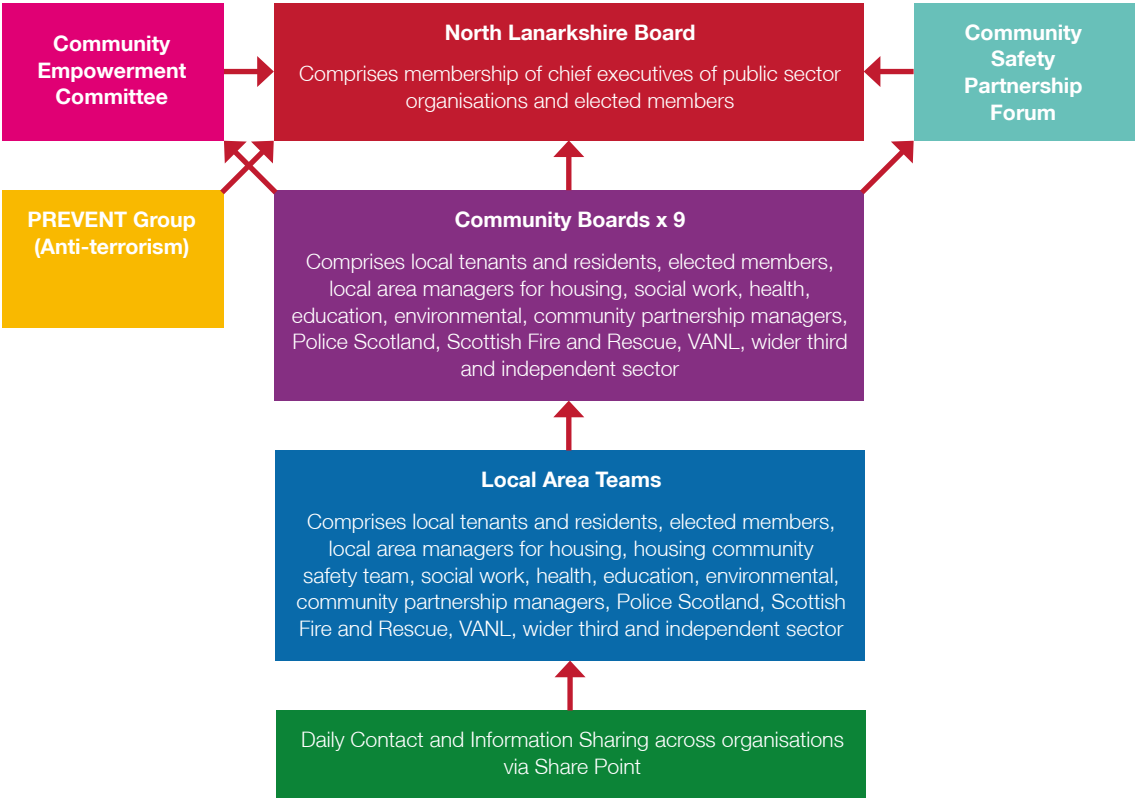 Community
Empowerment
Committee
North Lanarkshire Board
Comprises membership of chief executives of public sector
organisations and elected members
Community
Safety
Partnership
Forum
PREVENT Group
(Anti-terrorism)
Community Boards x 9
Comprises local tenants and residents, elected members,
local area managers for housing, social work, health,
education, environmental, community partnership managers,
Police Scotland, Scottish Fire and Rescue, VANL, wider third
and independent sector
Local Area Teams
Comprises local tenants and residents, elected members,
local area managers for housing, housing community
safety team, social work, health, education, environmental,
community partnership managers, Police Scotland, Scottish
Fire and Rescue, VANL, wider third and independent sector
Daily Contact and Information Sharing across organisations
via Share Point